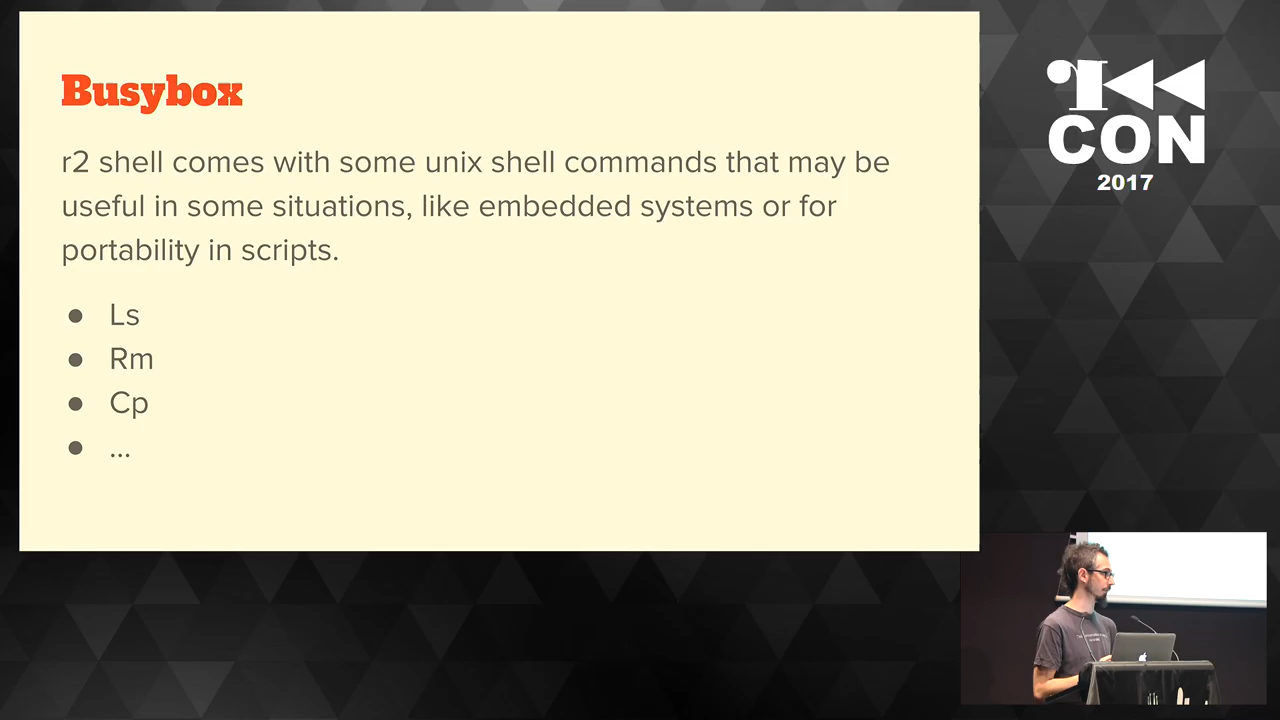 Busybox
r2 shell comes with some unix shell commands that may be
useful in some situations, like embedded systems or for
portability in scripts.
● Ls
● Rm
● Cp
● ...
CON
2017